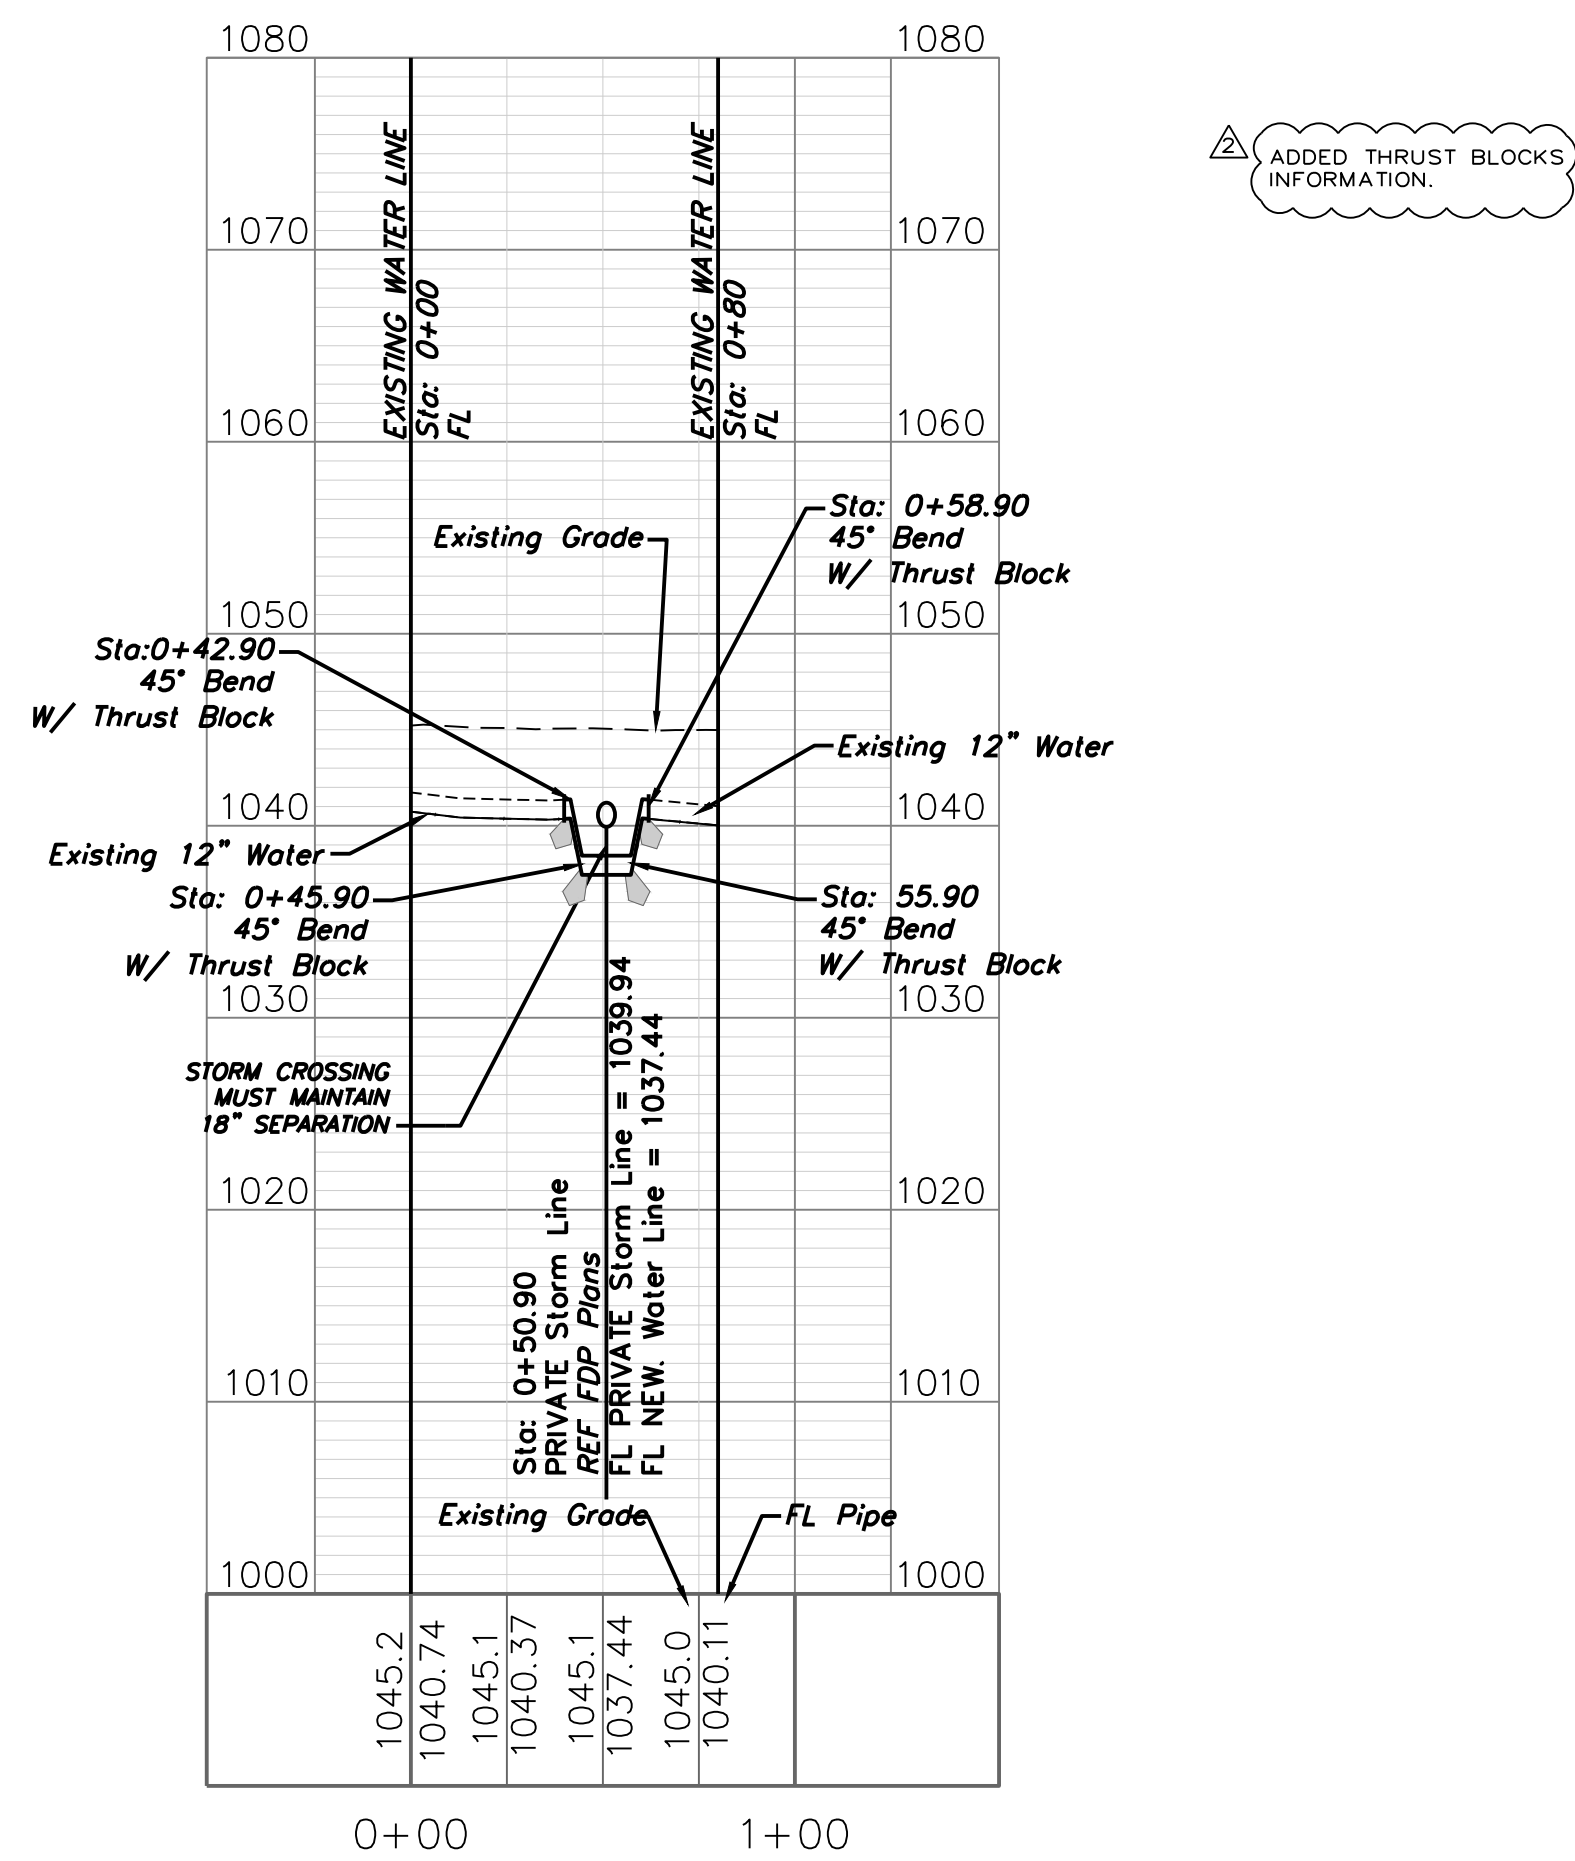 1080
1080
2
ADDED THRUST BLOCKS
INFORMATION.
EXISTING WATER LINE
Sta: 0+00
FL
EXISTING WATER LINE
Sta: 0+80
FL
1070
1070
1060
1060
Sta: 0+58.90
45° Bend
W/ Thrust Block
Existing Grade
1050
1050
Sta:0+42.90
45° Bend
W/ Thrust Block
Existing 12" Water
1040
1040
Existing 12" Water
Sta: 0+45.90
45° Bend
W/ Thrust Block
Sta: 55.90
45° Bend
W/ Thrust Block
1030
1030
STORM CROSSING
MUST MAINTAIN
18" SEPARATION
Sta: 0+50.90
PRIVATE Storm Line
REF FDP Plans
FL PRIVATE Storm Line = 1039.94
FL NEW. Water Line = 1037.44
1020
1020
1010
1010
Existing Grade
FL Pipe
1000
1000
1045.2
1040.74
1045.1
1040.37
1045.1
1037.44
1045.0
1040.11
0+00
1+00